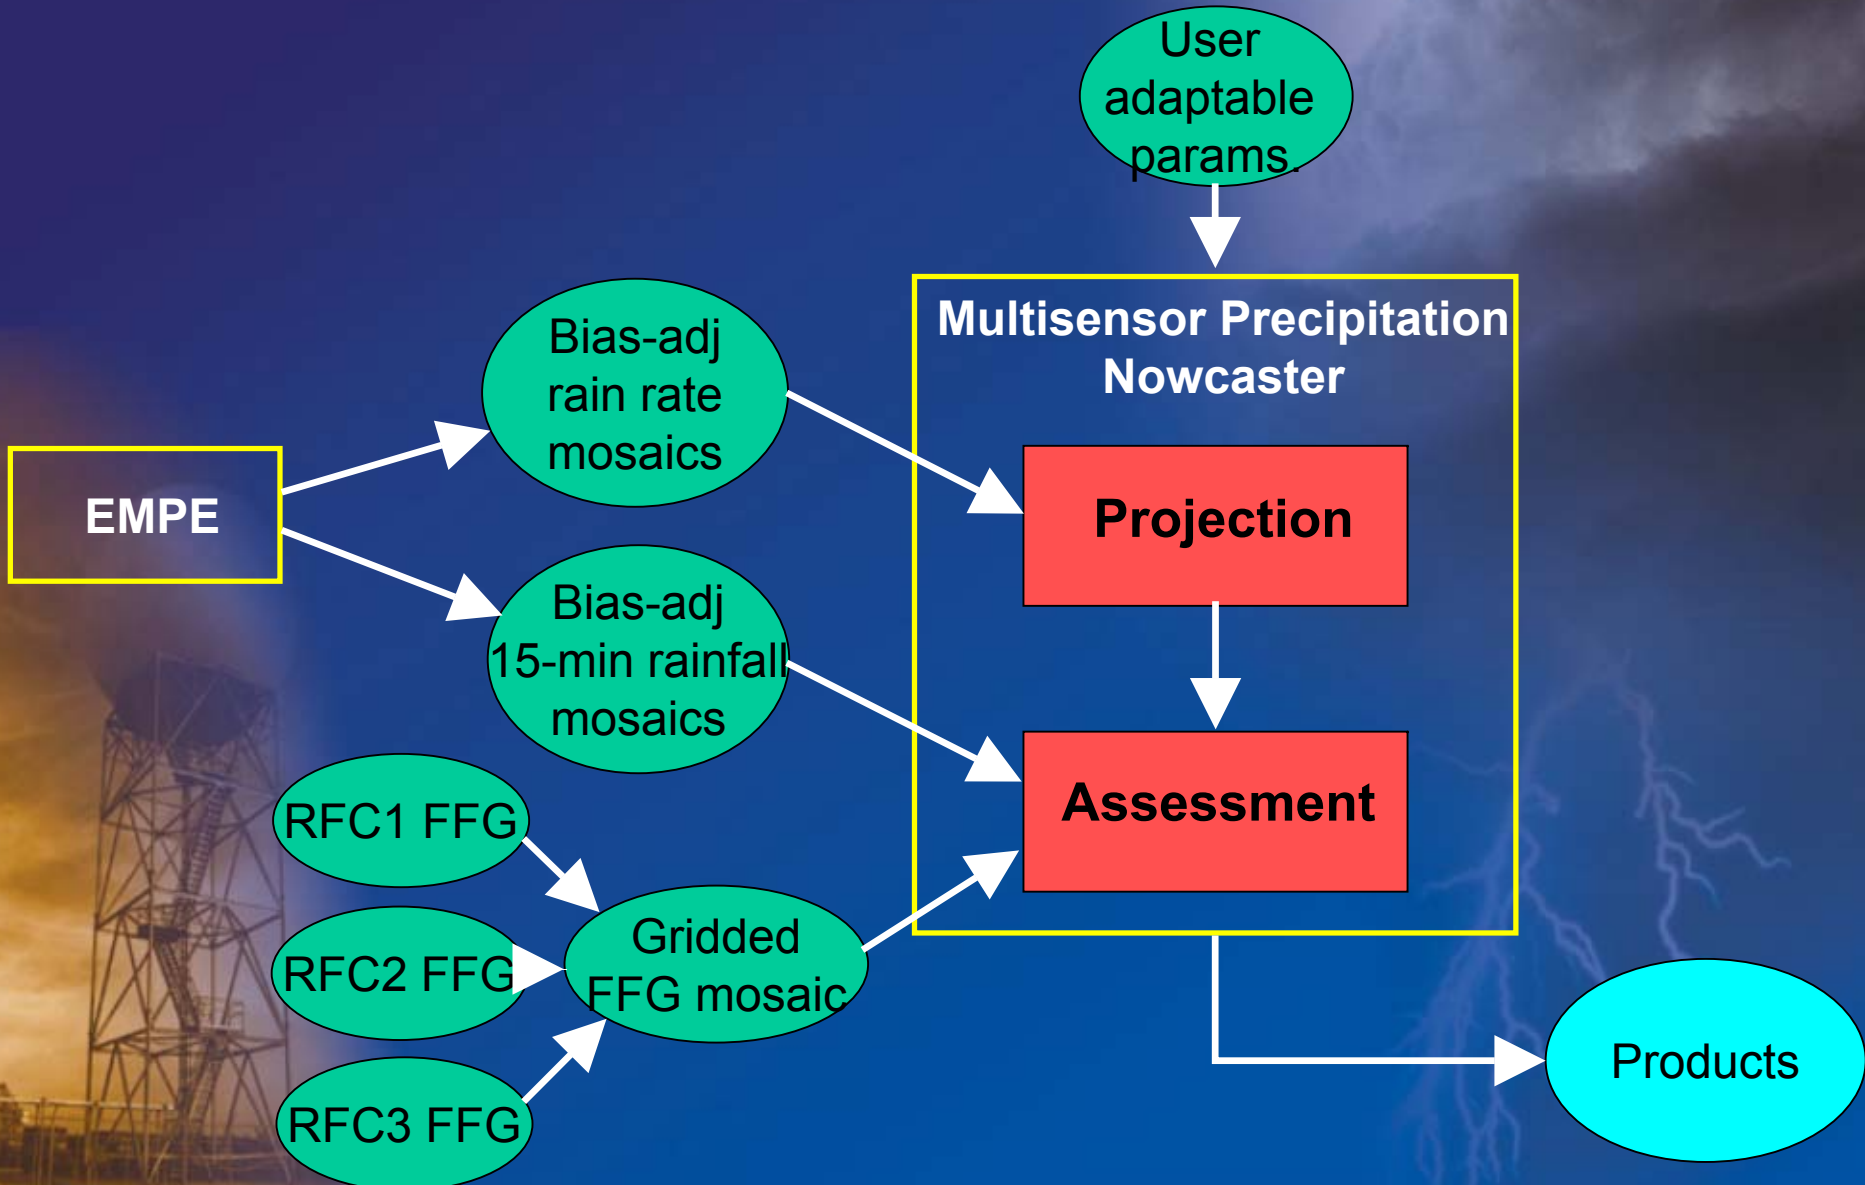 User
adaptable
params.
Multisensor Precipitation
Nowcaster
Bias-adj
rain rate
mosaics
EMPE
Projection
Bias-adj
15-min rainfall
mosaics
Assessment
RFC1 FFG
RFC2 FFG
Gridded
FFG mosaic
RFC3 FFG
Products